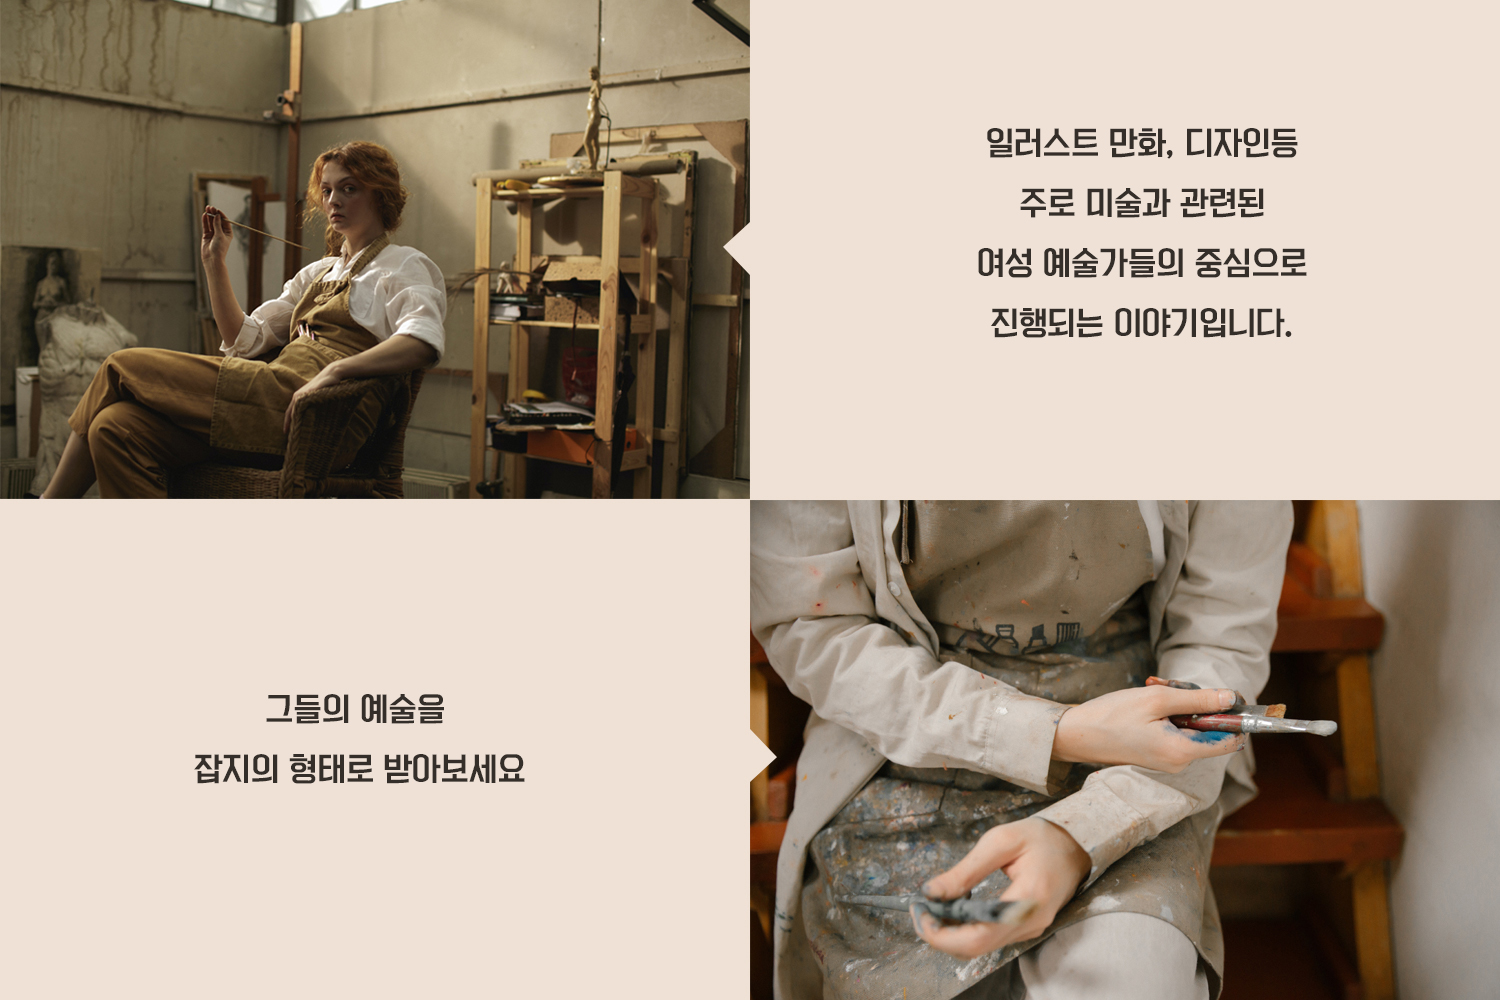 일러스트 만화, 디자인등
주로 미술과 관련된
여성 예술가들의 중심으로
진행되는 이야기입니다.
그들의 예술을
잡지의 형태로 받아보세요